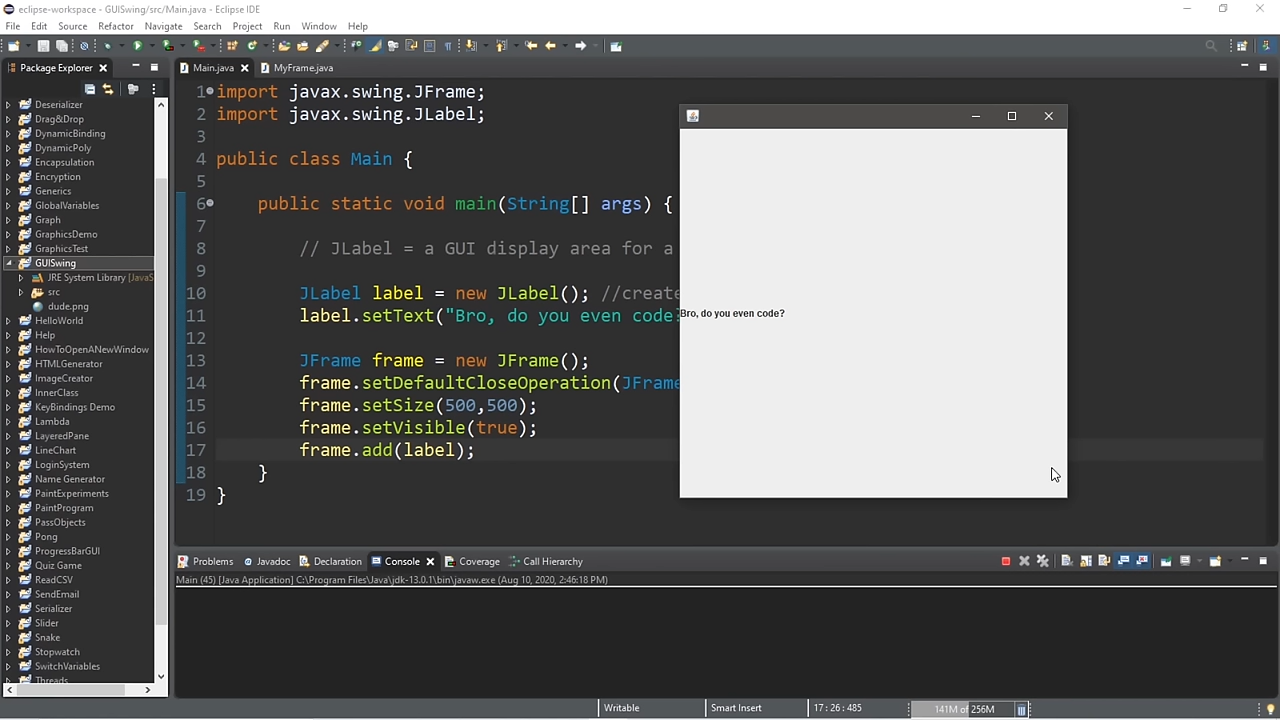 eclipse-workspace - GUISwing/src/Main.java - Eclipse IDE
File Edit Source Refactor Navigate Search Project Run Window Help
Package Explorer
Main.java
MyFrame.java
Deserializer
Drag&Drop
DynamicBinding
DynamicPoly
Encapsulation
Encryption
Generics
GlobalVariables
Graph
GraphicsDemo
GraphicsTest
GUISwing
JRE System Library [JavaS
src
dude.png
HelloWorld
Help
HowToOpenANewWindow
HTMLGenerator
ImageCreator
InnerClass
KeyBindings Demo
Lambda
LayeredPane
LineChart
LoginSystem
Name Generator
PaintExperiments
PaintProgram
PassObjects
Pong
ProgressBarGUI
Quiz Game
ReadCSV
SendEmail
Serializer
Slider
Snake
Stopwatch
SwitchVariables
Threads
1 import javax.swing.JFrame;
2 import javax.swing.JLabel;
3
4 public class Main {
5
6 public static void main(String[] args) {
7
8 // JLabel = a GUI display area for a
9
10 JLabel label = new JLabel(); //create
11 label.setText("Bro, do you even code?
12
13 JFrame frame = new JFrame();
14 frame.setDefaultCloseOperation(JFrame
15 frame.setSize(500,500);
16 frame.setVisible(true);
17 frame.add(label);
18 }
19 }
Bro, do you even code?
Problems Javadoc Declaration Console Coverage Call Hierarchy
Main (45) [Java Application] C:\Program Files\Java\jdk-13.0.1\bin\javaw.exe (Aug 10, 2020, 2:46:18 PM)
Writable Smart Insert 17 : 26 : 485 141M of 256M